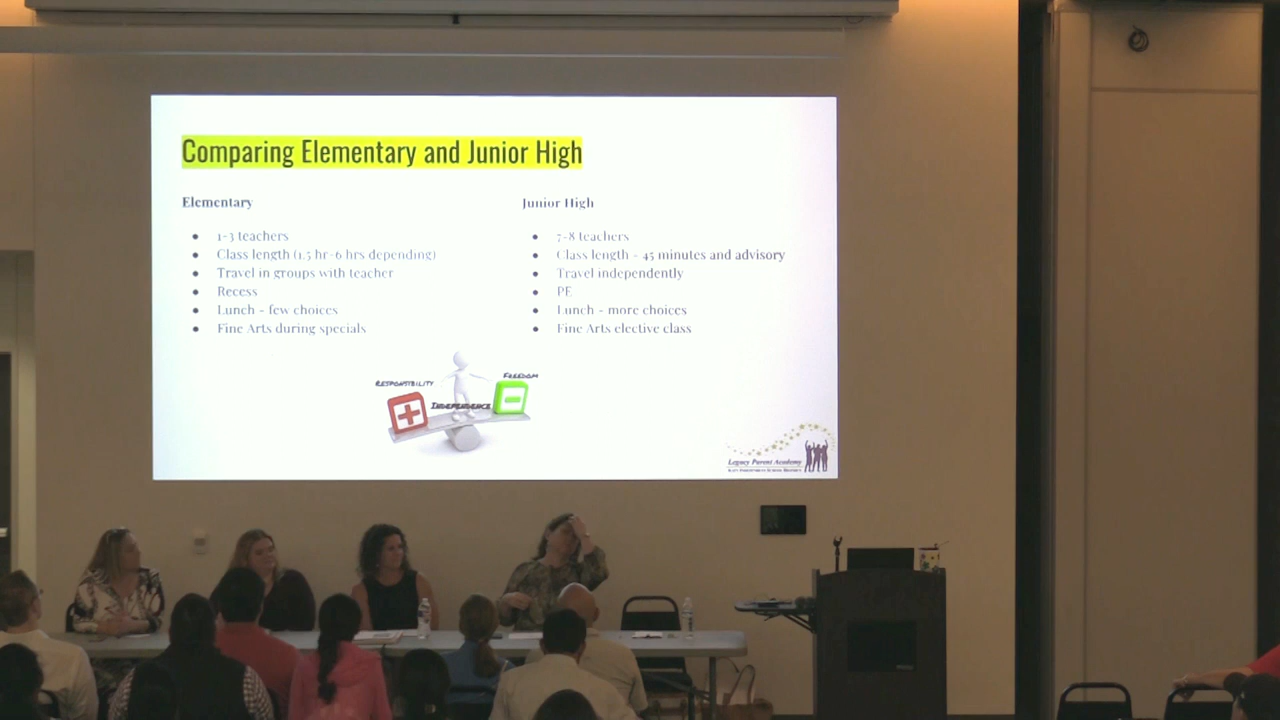 Comparing Elementary and Junior High
Elementary
1-3 teachers
Class length (1.5 hr-6 hrs depending)
Travel in groups with teacher
Recess
Lunch - few choices
Fine Arts during specials
Junior High
7-8 teachers
Class length - 45 minutes and advisory
Travel independently
PE
Lunch - more choices
Fine Arts elective class
RESPONSIBILITY
FREEDOM
INDEPENDENCE
Legacy Parent Academy